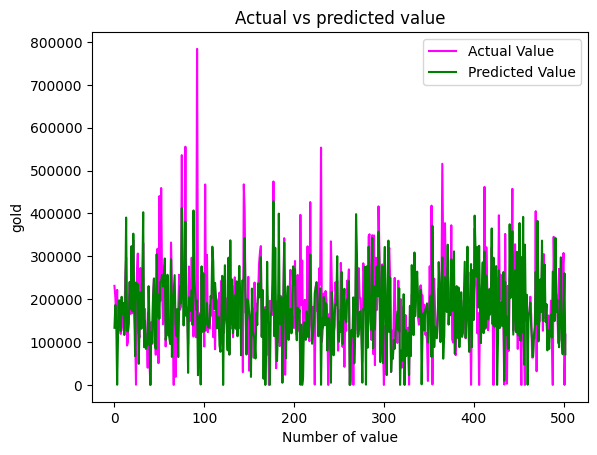 Actual vs predicted value
Actual Value
Predicted Value
gold
800000
700000
600000
500000
400000
300000
200000
100000
0
0 100 200 300 400 500
Number of value